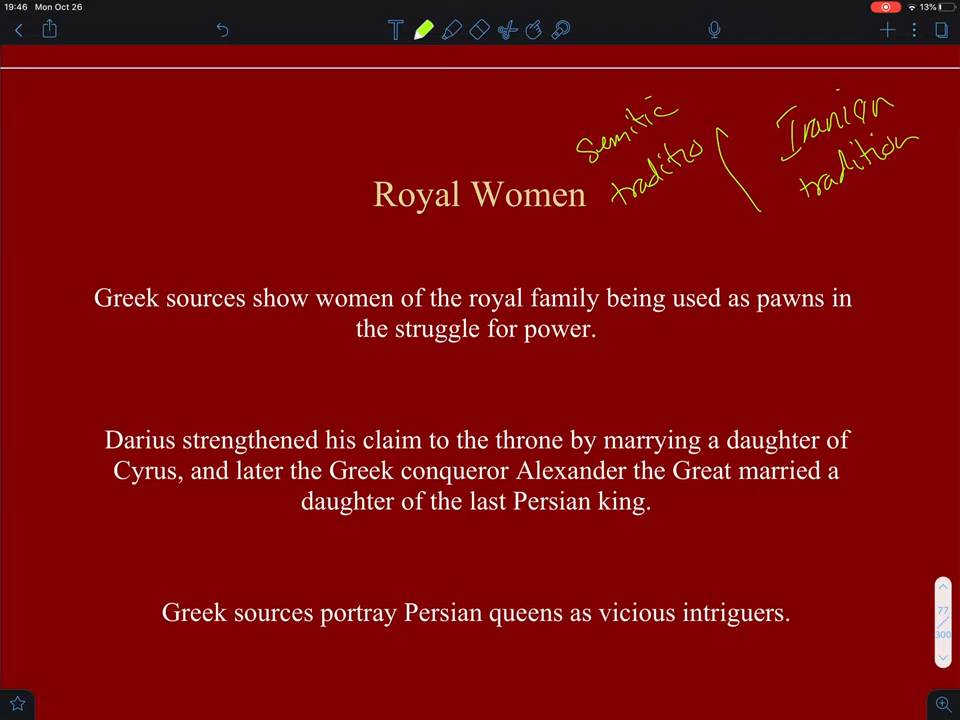 19:46 Mon Oct 26
13%
semitic
traditio
Iranian
tradition
Royal Women
Greek sources show women of the royal family being used as pawns in
the struggle for power.
Darius strengthened his claim to the throne by marrying a daughter of
Cyrus, and later the Greek conqueror Alexander the Great married a
daughter of the last Persian king.
Greek sources portray Persian queens as vicious intriguers.
77
300